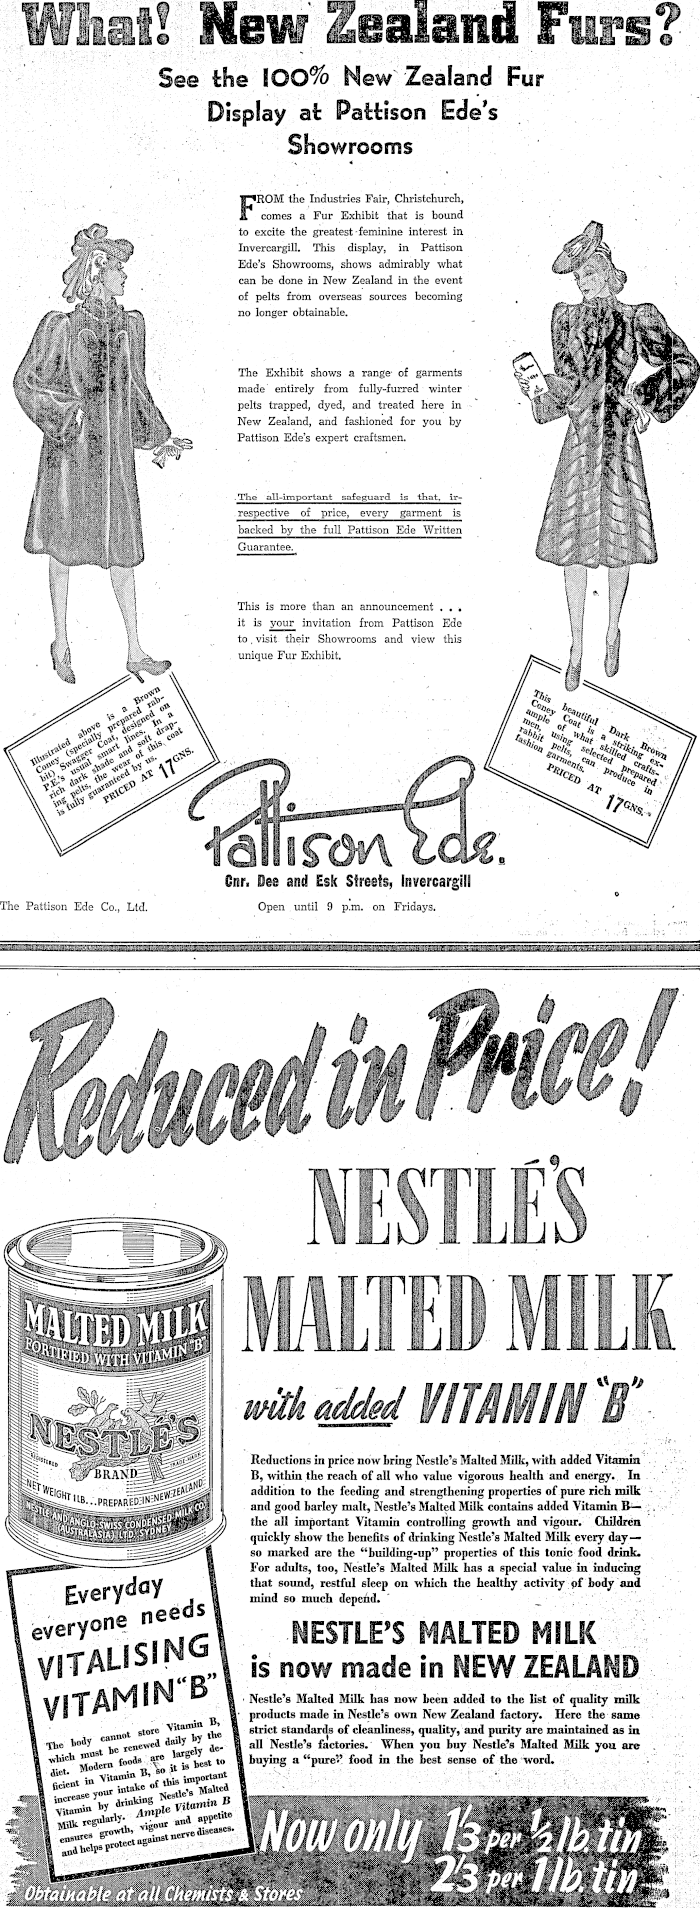 What! New Zealand Furs?
See the 100% New Zealand Fur
Display at Pattison Ede's
Showrooms
FROM the Industries Fair, Christchurch,
comes a Fur Exhibit that is bound
to excite the greatest feminine interest in
Invercargill. This display, in Pattison
Ede's Showrooms, shows admirably what
can be done in New Zealand in the event
of pelts from overseas sources becoming
no longer obtainable.
The Exhibit shows a range of garments
made entirely from fully-furred winter
pelts trapped, dyed, and treated here in
New Zealand, and fashioned for you by
Pattison Ede's expert craftsmen.
The all-important safeguard is that, ir-
respective of price, every garment is
backed by the full Pattison Ede Written
Guarantee.
This is more than an announcement . . .
it is your invitation from Pattison Ede
to visit their Showrooms and view this
unique Fur Exhibit.
Illustrated above is a Brown
Coney (specially prepared rab-
bit) Swagger Coat, designed on
P.E.'s usual smart lines. In a
rich dark shade and soft drap-
ing pelts, the wear of this coat
is fully guaranteed by us.
PRICED AT 17GNS.
This beautiful Dark Brown
Coney Coat is a striking ex-
ample of what skilled crafts-
men, using selected prepared
rabbit pelts, can produce in
fashion garments.
PRICED AT 17GNS.
Pattison Ede.
Cnr. Dee and Esk Streets, Invercargill
The Pattison Ede Co., Ltd.
Open until 9 p.m. on Fridays.
Reduced in Price!
NESTLÉ'S
MALTED MILK
with added VITAMIN "B"
MALTED MILK
FORTIFIED WITH VITAMIN "B"
NESTLÉ'S
REGISTERED TRADE MARK
BRAND
NET WEIGHT 1LB... PREPARED IN NEW ZEALAND
NESTLÉ AND ANGLO-SWISS CONDENSED MILK CO.
(AUSTRALASIA) LTD. SYDNEY
Reductions in price now bring Nestle's Malted Milk, with added Vitamin
B, within the reach of all who value vigorous health and energy. In
addition to the feeding and strengthening properties of pure rich milk
and good barley malt, Nestle's Malted Milk contains added Vitamin B—
the all important Vitamin controlling growth and vigour. Children
quickly show the benefits of drinking Nestle's Malted Milk every day—
so marked are the "building-up" properties of this tonic food drink.
For adults, too, Nestle's Malted Milk has a special value in inducing
that sound, restful sleep on which the healthy activity of body and
mind so much depend.
NESTLE'S MALTED MILK
is now made in NEW ZEALAND
Nestle's Malted Milk has now been added to the list of quality milk
products made in Nestle's own New Zealand factory. Here the same
strict standards of cleanliness, quality, and purity are maintained as in
all Nestle's factories. When you buy Nestle's Malted Milk you are
buying a "pure" food in the best sense of the word.
Everyday
everyone needs
VITALISING
VITAMIN "B"
The body cannot store Vitamin B,
which must be renewed daily by the
diet. Modern foods are largely de-
ficient in Vitamin B, so it is best to
increase your intake of this important
Vitamin by drinking Nestle's Malted
Milk regularly. Ample Vitamin B
ensures growth, vigour and appetite
and helps protect against nerve diseases.
Now only 1'3 per ½ lb. tin
2'3 per 1 lb. tin
Obtainable at all Chemists & Stores